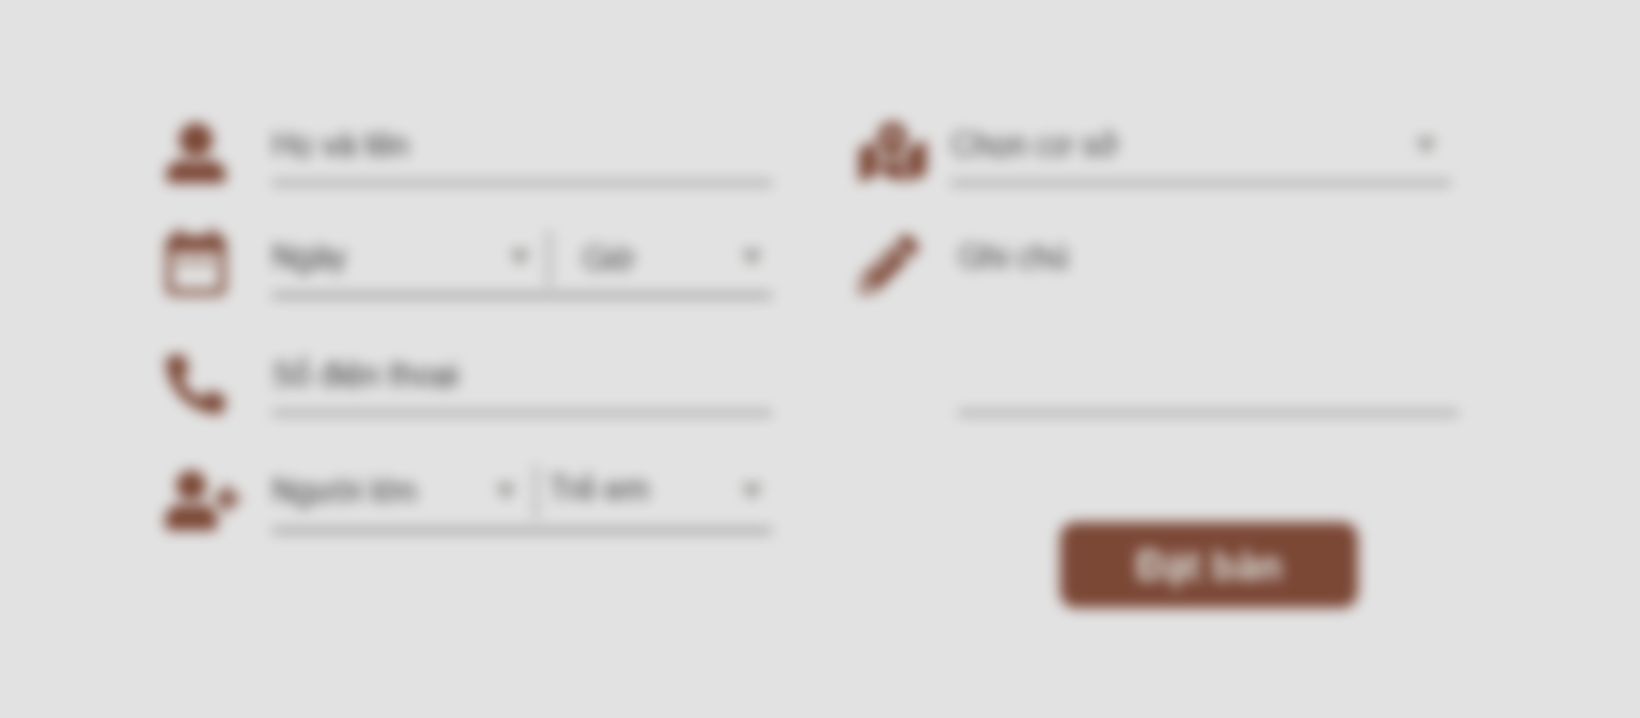 Họ và tên
Ngày Giờ
Số điện thoại
Người lớn Trẻ em
Chọn cơ sở
Ghi chú
Đặt bàn